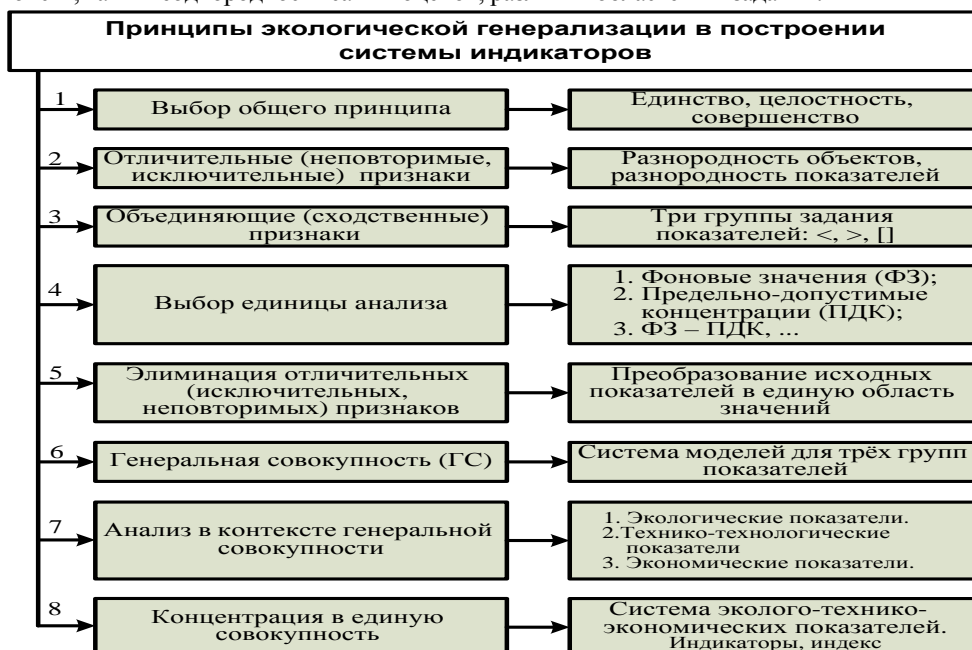 Принципы экологической генерализации в построении
системы индикаторов
1
Выбор общего принципа
Единство, целостность,
совершенство
2
Отличительные (неповторимые,
исключительные) признаки
Разнородность объектов,
разнородность показателей
3
Объединяющие (сходственные)
признаки
Три группы задания
показателей: <, >, []
4
Выбор единицы анализа
1. Фоновые значения (ФЗ);
2. Предельно-допустимые
концентрации (ПДК);
3. ФЗ – ПДК, ...
5
Элиминация отличительных
(исключительных,
неповторимых) признаков
Преобразование исходных
показателей в единую область
значений
6
Генеральная совокупность (ГС)
Система моделей для трёх групп
показателей
7
Анализ в контексте генеральной
совокупности
1. Экологические показатели.
2.Технико-технологические
показатели
3. Экономические показатели.
8
Концентрация в единую
совокупность
Система эколого-технико-
экономических показателей.
Индикаторы, индекс